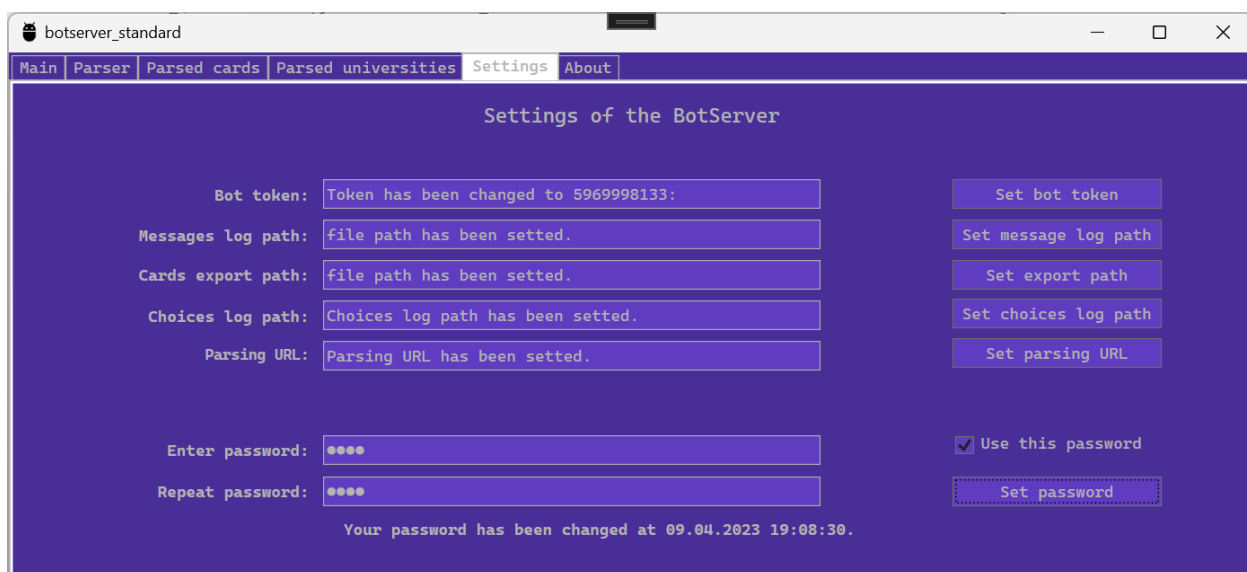 botserver_standard
Main Parser Parsed cards Parsed universities Settings About
Settings of the BotServer
Bot token: Token has been changed to 5969998133: Set bot token
Messages log path: file path has been setted. Set message log path
Cards export path: file path has been setted. Set export path
Choices log path: Choices log path has been setted. Set choices log path
Parsing URL: Parsing URL has been setted. Set parsing URL
Enter password: ●●●● Use this password
Repeat password: ●●●● Set password
Your password has been changed at 09.04.2023 19:08:30.